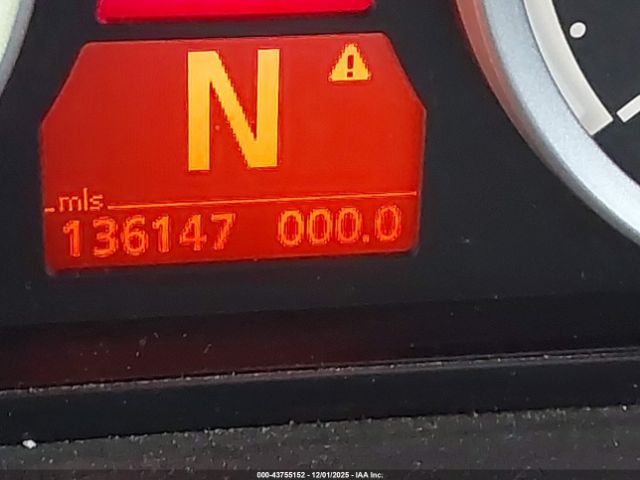 N
mls
136147 000.0
000-43755152 - 12/01/2025 - IAA Inc.